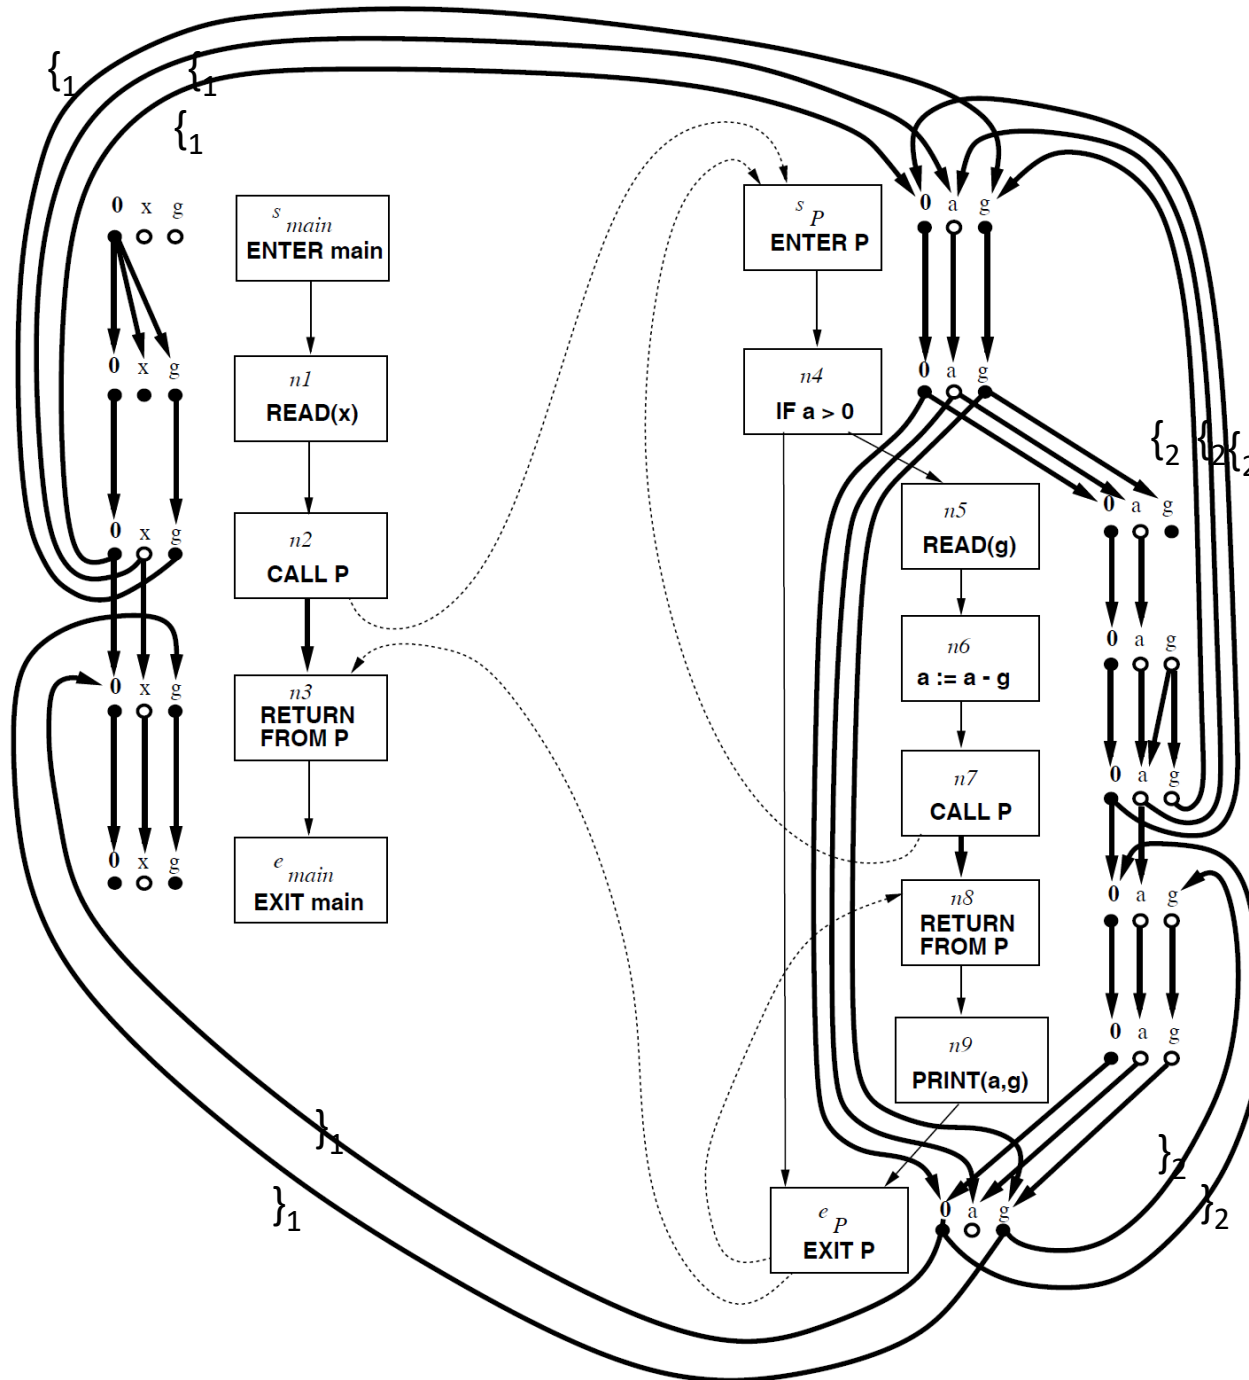 {1
{1
{1
0 x g
s main
ENTER main
0 x g
n1
READ(x)
0 x g
n2
CALL P
0 x g
n3
RETURN
FROM P
0 x g
e main
EXIT main
0 a g
s P
ENTER P
0 a g
n4
IF a > 0
{2
{2
{2
0 a g
n5
READ(g)
0 a g
n6
a := a - g
0 a g
n7
CALL P
0 a g
n8
RETURN
FROM P
0 a g
n9
PRINT(a,g)
}1
}1
}2
}2
0 a g
e P
EXIT P